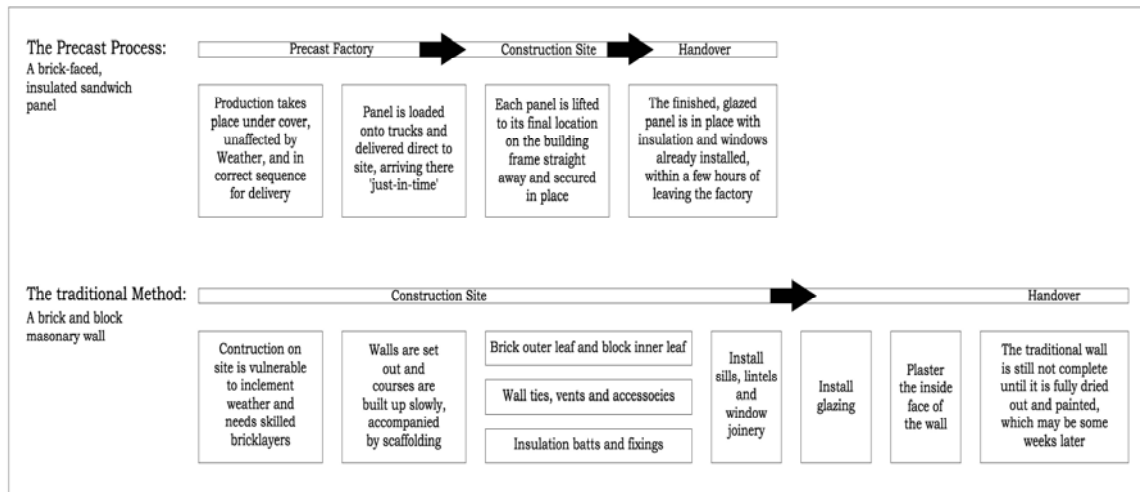 The Precast Process:
A brick-faced,
insulated sandwich
panel
Precast Factory
Construction Site
Handover
Production takes
place under cover,
unaffected by
Weather, and in
correct sequence
for delivery
Panel is loaded
onto trucks and
delivered direct to
site, arriving there
'just-in-time'
Each panel is lifted
to its final location
on the building
frame straight
away and secured
in place
The finished, glazed
panel is in place with
insulation and windows
already installed,
within a few hours of
leaving the factory
The traditional Method:
A brick and block
masonary wall
Construction Site
Handover
Contruction on
site is vulnerable
to inclement
weather and
needs skilled
bricklayers
Walls are set
out and
courses are
built up slowly,
accompanied
by scaffolding
Brick outer leaf and block inner leaf
Wall ties, vents and accessocies
Insulation batts and fixings
Install
sills, lintels
and
window
joinery
Install
glazing
Plaster
the inside
face of
the wall
The traditional wall
is still not complete
until it is fully dried
out and painted,
which may be some
weeks later